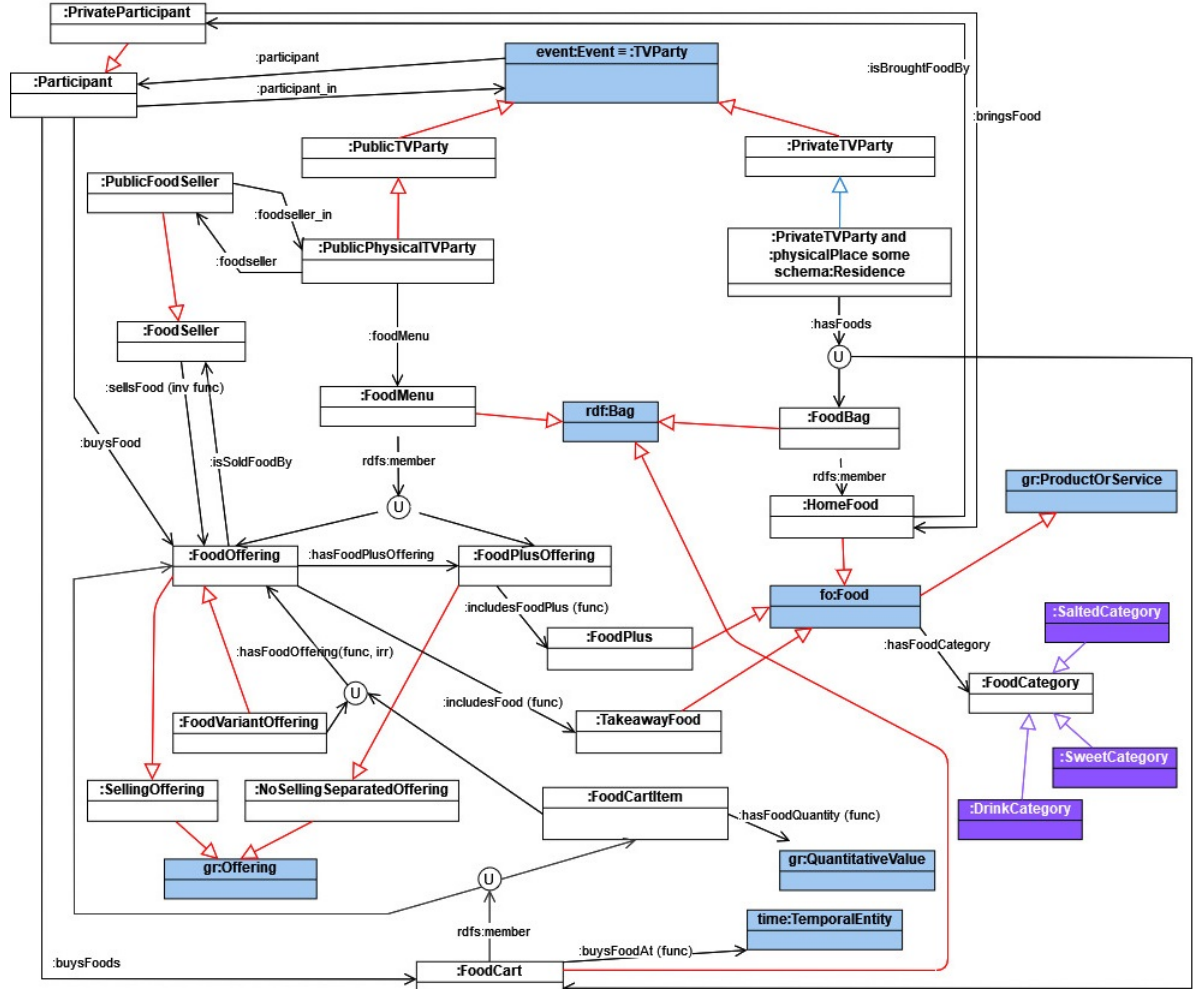 :PrivateParticipant
:participant
event:Event ≡ :TVParty
:isBroughtFoodBy
:Participant
:participant_in
:bringsFood
:PublicTVParty
:PrivateTVParty
:PublicFoodSeller
:foodseller_in
:PrivateTVParty and
:physicalPlace some
schema:Residence
:PublicPhysicalTVParty
:foodseller
:hasFoods
:FoodSeller
:foodMenu
U
:sellsFood (inv func)
:FoodMenu
rdf:Bag
:FoodBag
:buysFood
:isSoldFoodBy
rdfs:member
rdfs:member
gr:ProductOrService
U
:HomeFood
:FoodOffering
:hasFoodPlusOffering
:FoodPlusOffering
fo:Food
:includesFoodPlus (func)
:SaltedCategory
:FoodPlus
:hasFoodCategory
:hasFoodOffering(func, irr)
:FoodCategory
U
:includesFood (func)
:FoodVariantOffering
:TakeawayFood
:SweetCategory
:SellingOffering
:NoSellingSeparatedOffering
:FoodCartItem
:DrinkCategory
:hasFoodQuantity (func)
gr:Offering
gr:QuantitativeValue
U
time:TemporalEntity
rdfs:member
:buysFoodAt (func)
:buysFoods
:FoodCart